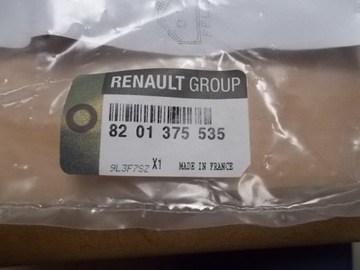 RENAULT GROUP
82 01 375 535
9L3F7SZ X1 MADE IN FRANCE